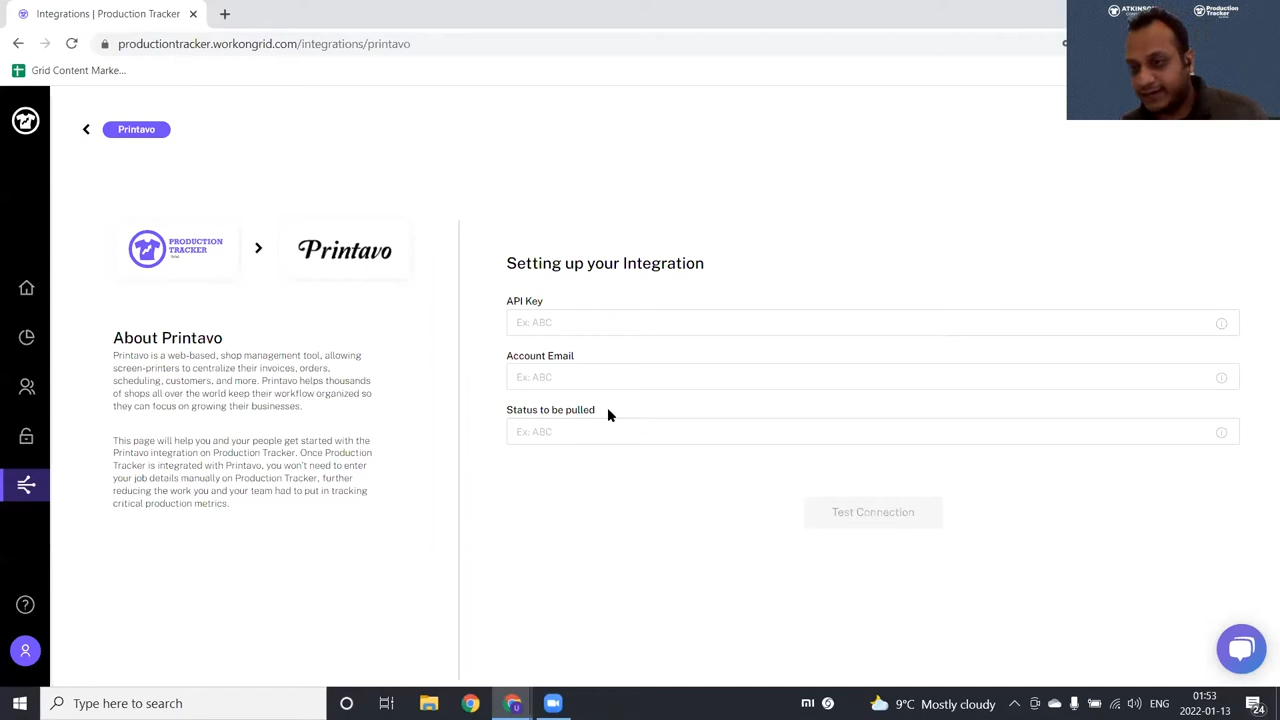 Integrations | Production Tracker
productiontracker.workongrid.com/integrations/printavo
Grid Content Marke...
Production
Tracker
Printavo
PRODUCTION
TRACKER
Printavo
About Printavo
Printavo is a web-based, shop management tool, allowing
screen-printers to centralize their invoices, orders,
scheduling, customers, and more. Printavo helps thousands
of shops all over the world keep their workflow organized so
they can focus on growing their businesses.
This page will help you and your people get started with the
Printavo integration on Production Tracker. Once Production
Tracker is integrated with Printavo, you won't need to enter
your job details manually on Production Tracker, further
reducing the work you and your team had to put in tracking
critical production metrics.
Setting up your Integration
API Key
Ex: ABC
Account Email
Ex: ABC
Status to be pulled
Ex: ABC
Test Connection
Type here to search
9°C Mostly cloudy
ENG
01:53
2022-01-13
24